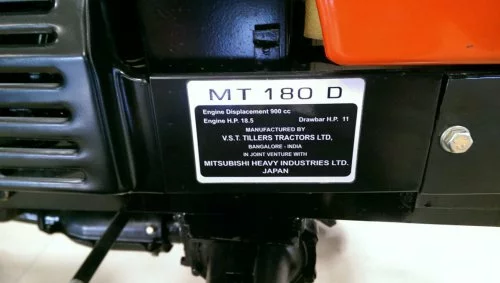 MT 180 D
Engine Displacement 900 cc
Engine H.P. 18.5 Drawbar H.P. 11
MANUFACTURED BY
V.S.T. TILLERS TRACTORS LTD,
BANGALORE - INDIA
IN JOINT VENTURE WITH
MITSUBISHI HEAVY INDUSTRIES LTD.
JAPAN